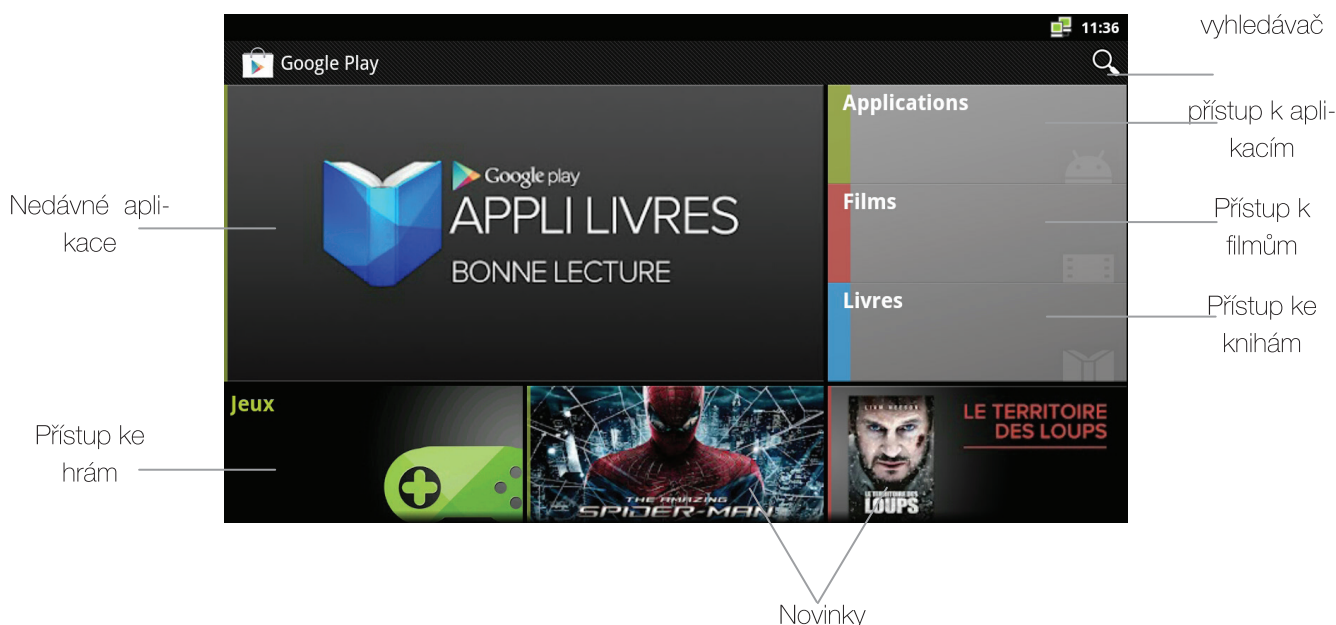 11:36
vyhledávač
Google Play
Applications
přístup k apli-
kacím
Google play
APPLI LIVRES
BONNE LECTURE
Nedávné apli-
kace
Films
Přístup k
filmům
Livres
Přístup ke
knihám
Jeux
Přístup ke
hrám
THE AMAZING
SPIDER-MAN
LIAM NEESON
LE TERRITOIRE DES
LOUPS
LE TERRITOIRE
DES LOUPS
Novinky